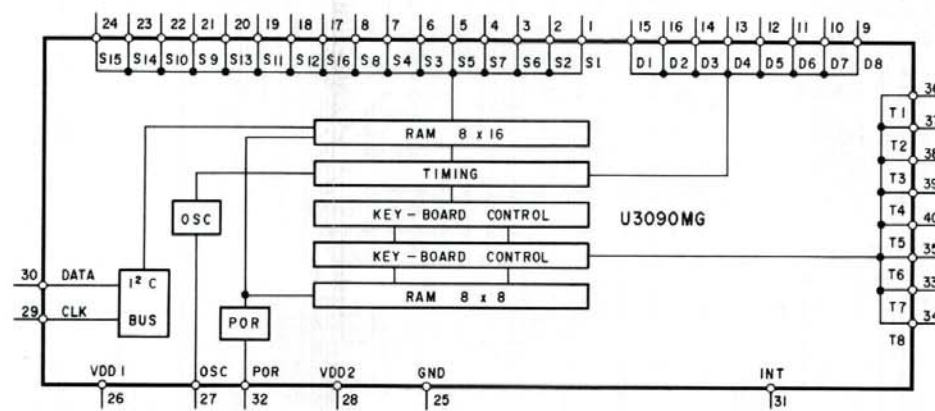 24 23 22 21 20 19 18 17 8 7 6 5 4 3 2 1 15 16 14 13 12 11 10 9
S15 S14 S10 S9 S13 S11 S12 S16 S8 S4 S3 S5 S7 S6 S2 S1 D1 D2 D3 D4 D5 D6 D7 D8
36
T1
37
RAM 8 x 16
T2
38
TIMING
T3
39
OSC
KEY-BOARD CONTROL
U3090MG
T4
40
T5
KEY-BOARD CONTROL
35
30 DATA
I²C
T6
RAM 8 x 8
33
29 CLK
BUS
POR
T7
34
T8
VDD1 OSC POR VDD2 GND INT
26 27 32 28 25 31